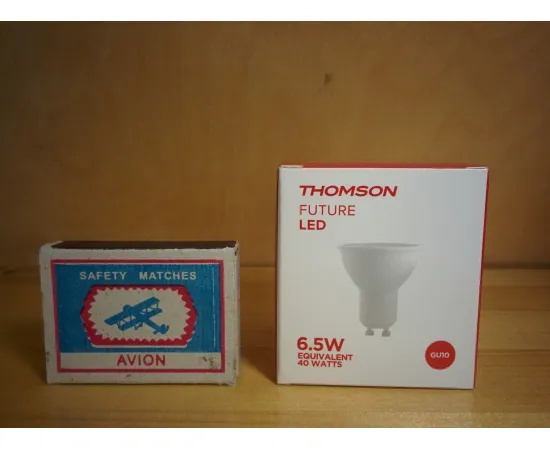 SAFETY MATCHES
AVION
THOMSON
FUTURE
LED
6.5W
EQUIVALENT
40 WATTS
GU10